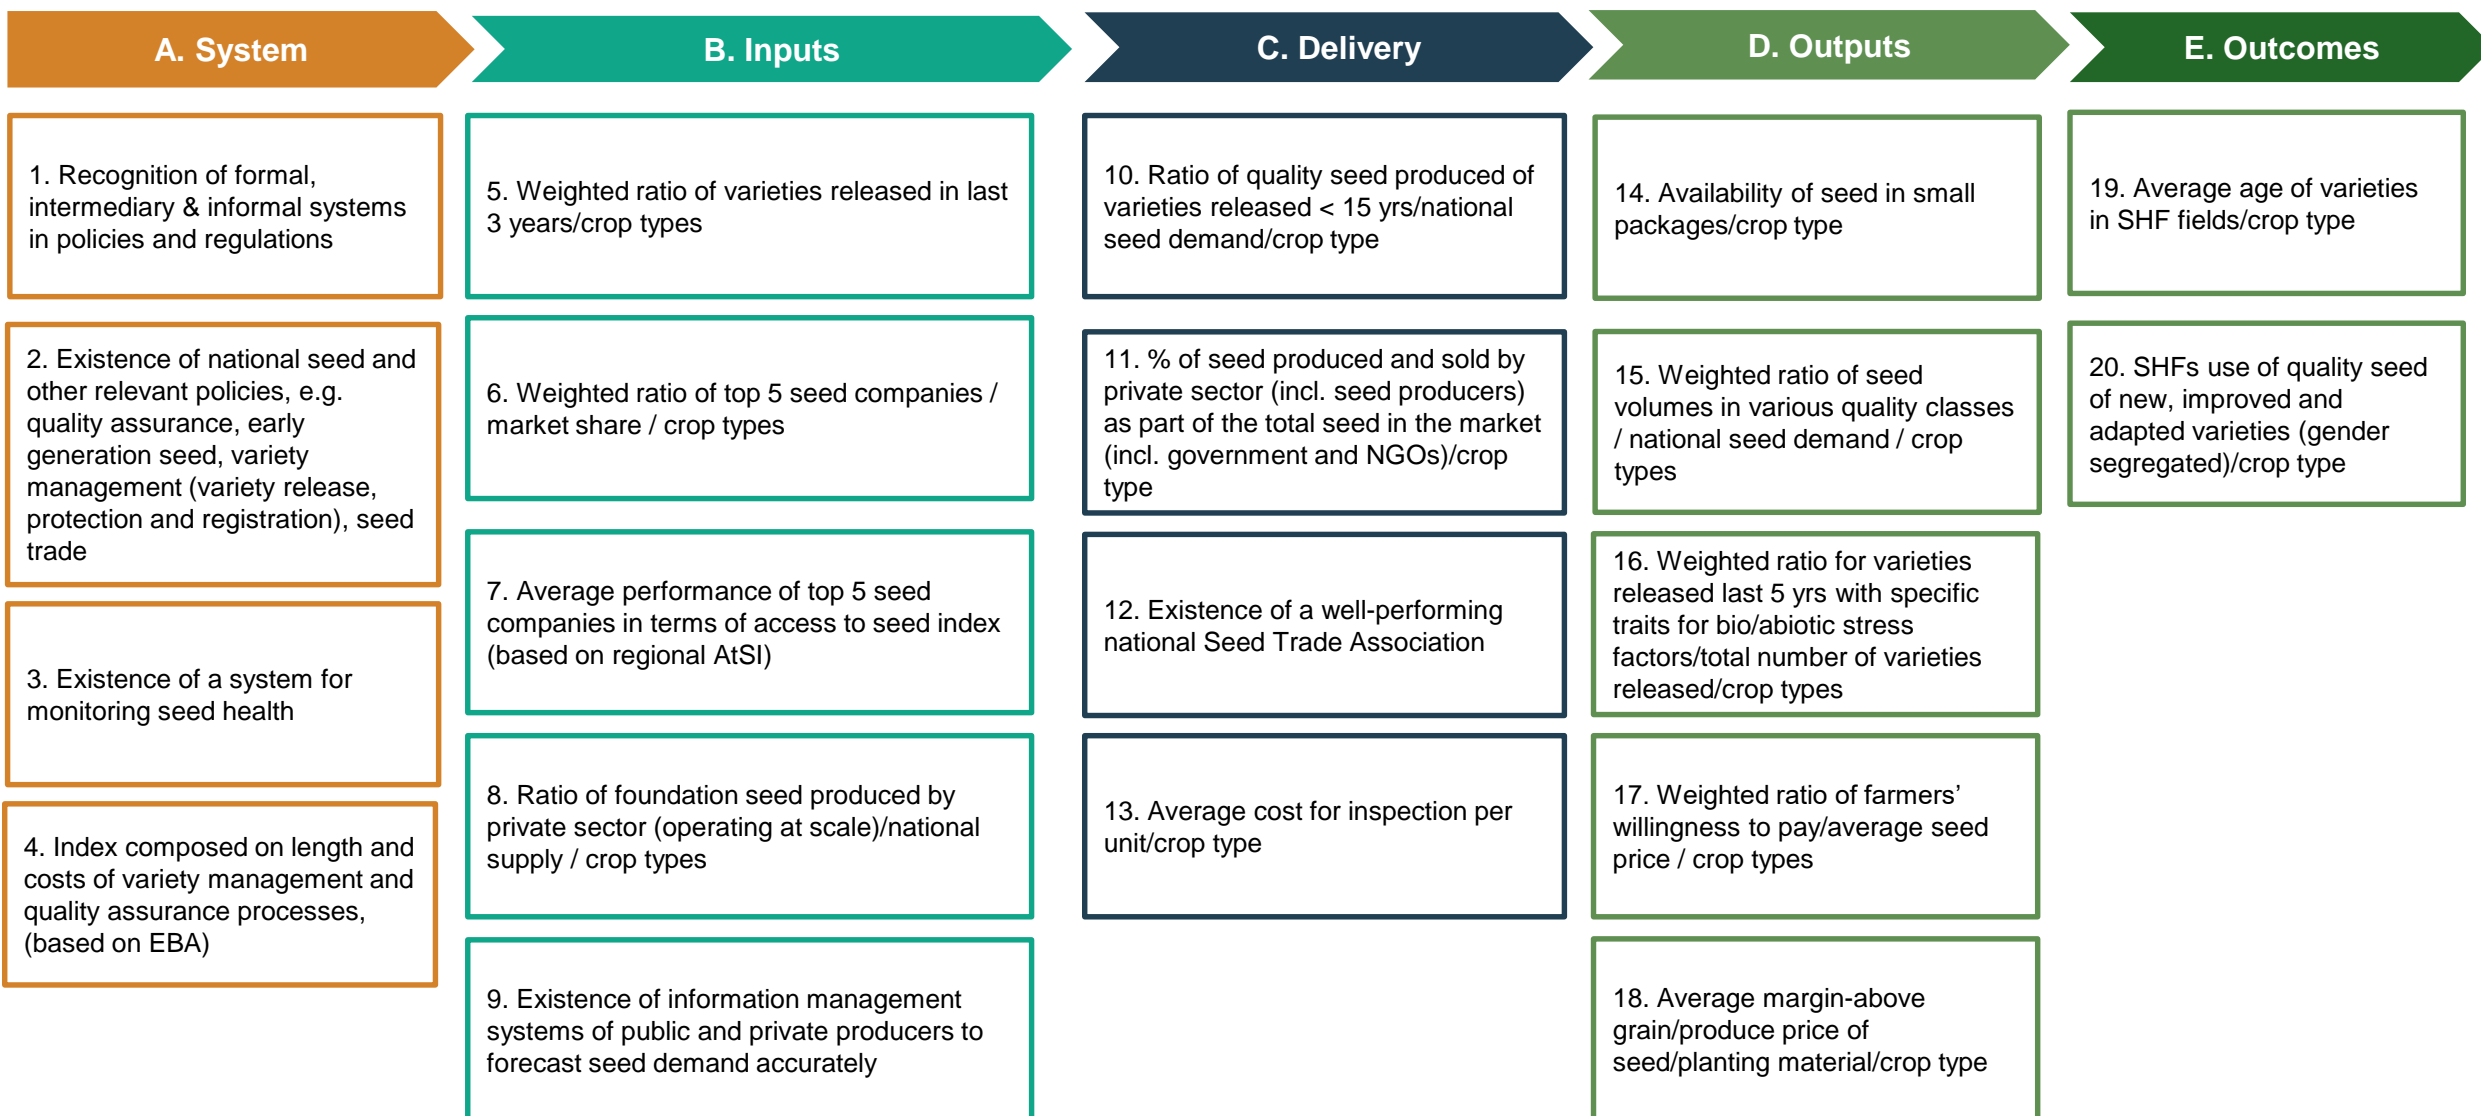 A. System
B. Inputs
C. Delivery
D. Outputs
E. Outcomes
1. Recognition of formal,
intermediary & informal systems
in policies and regulations
2. Existence of national seed and
other relevant policies, e.g.
quality assurance, early
generation seed, variety
management (variety release,
protection and registration), seed
trade
3. Existence of a system for
monitoring seed health
4. Index composed on length and
costs of variety management and
quality assurance processes,
(based on EBA)
5. Weighted ratio of varieties released in last
3 years/crop types
6. Weighted ratio of top 5 seed companies /
market share / crop types
7. Average performance of top 5 seed
companies in terms of access to seed index
(based on regional AtSI)
8. Ratio of foundation seed produced by
private sector (operating at scale)/national
supply / crop types
9. Existence of information management
systems of public and private producers to
forecast seed demand accurately
10. Ratio of quality seed produced of
varieties released < 15 yrs/national
seed demand/crop type
11. % of seed produced and sold by
private sector (incl. seed producers)
as part of the total seed in the market
(incl. government and NGOs)/crop
type
12. Existence of a well-performing
national Seed Trade Association
13. Average cost for inspection per
unit/crop type
14. Availability of seed in small
packages/crop type
15. Weighted ratio of seed
volumes in various quality classes
/ national seed demand / crop
types
16. Weighted ratio for varieties
released last 5 yrs with specific
traits for bio/abiotic stress
factors/total number of varieties
released/crop types
17. Weighted ratio of farmers’
willingness to pay/average seed
price / crop types
18. Average margin-above
grain/produce price of
seed/planting material/crop type
19. Average age of varieties
in SHF fields/crop type
20. SHFs use of quality seed
of new, improved and
adapted varieties (gender
segregated)/crop type